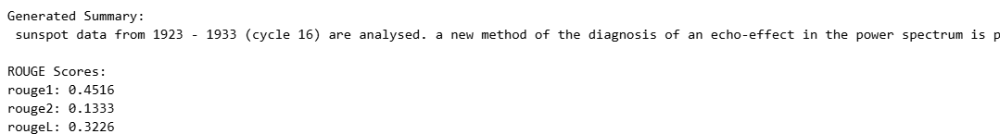 Generated Summary:
sunspot data from 1923 - 1933 (cycle 16) are analysed. a new method of the diagnosis of an echo-effect in the power spectrum is p
ROUGE Scores:
rouge1: 0.4516
rouge2: 0.1333
rougeL: 0.3226